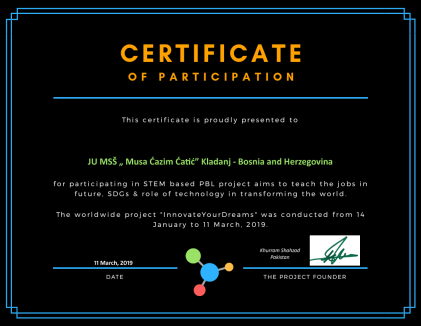 CERTIFICATE
OF PARTICIPATION
This certificate is proudly presented to
JU MSŠ „ Musa Ćazim Ćatić” Kladanj - Bosnia and Herzegovina
for participating in STEM based PBL project aims to teach the jobs in
future, SDGs & role of technology in transforming the world.
The worldwide project "InnovateYourDreams" was conducted from 14
January to 11 March, 2019.
Khurram Shahzad
Pakistan
11 March, 2019
DATE
THE PROJECT FOUNDER